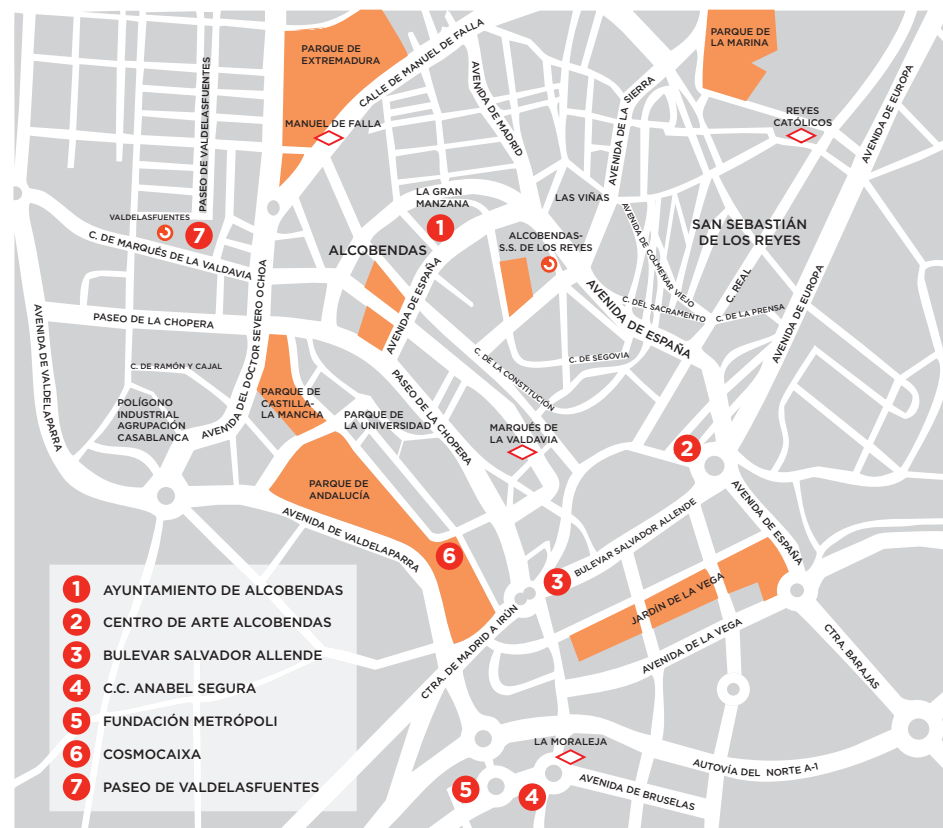 PARQUE DE
EXTREMADURA
CALLE DE MANUEL DE FALLA
PARQUE DE
LA MARINA
PASEO DE VALDELASFUENTES
AVENIDA DE MADRID
AVENIDA DE LA SIERRA
AVENIDA DE EUROPA
MANUEL DE FALLA
REYES
CATÓLICOS
LA GRAN
MANZANA
LAS VIÑAS
VALDELASFUENTES
7
1
C. DE MARQUÉS DE LA VALDAVIA
ALCOBENDAS
ALCOBENDAS-
S.S. DE LOS REYES
AVENIDA DE COLMENAR VIEJO
SAN SEBASTIÁN
DE LOS REYES
C. REAL
AVENIDA DE EUROPA
AVENIDA DE ESPAÑA
AVENIDA DE ESPAÑA
C. DEL SACRAMENTO
C. DE LA PRENSA
AVENIDA DE VALDELAPARRA
PASEO DE LA CHOPERA
AVENIDA DEL DOCTOR SEVERO OCHOA
C. DE RAMÓN Y CAJAL
C. DE LA CONSTITUCIÓN
C. DE SEGOVIA
PASEO DE LA CHOPERA
POLÍGONO
INDUSTRIAL
AGRUPACIÓN
CASABLANCA
PARQUE DE
CASTILLA-
LA MANCHA
PARQUE DE
LA UNIVERSIDAD
MARQUÉS DE
LA VALDAVIA
2
PARQUE DE
ANDALUCÍA
AVENIDA DE VALDELAPARRA
6
BULEVAR SALVADOR ALLENDE
AVENIDA DE ESPAÑA
3
JARDÍN DE LA VEGA
AVENIDA DE LA VEGA
CTRA. DE MADRID A IRÚN
CTRA. BARAJAS
1 AYUNTAMIENTO DE ALCOBENDAS
2 CENTRO DE ARTE ALCOBENDAS
3 BULEVAR SALVADOR ALLENDE
4 C.C. ANABEL SEGURA
5 FUNDACIÓN METRÓPOLI
6 COSMOCAIXA
7 PASEO DE VALDELASFUENTES
LA MORALEJA
AUTOVÍA DEL NORTE A-1
AVENIDA DE BRUSELAS
5
4